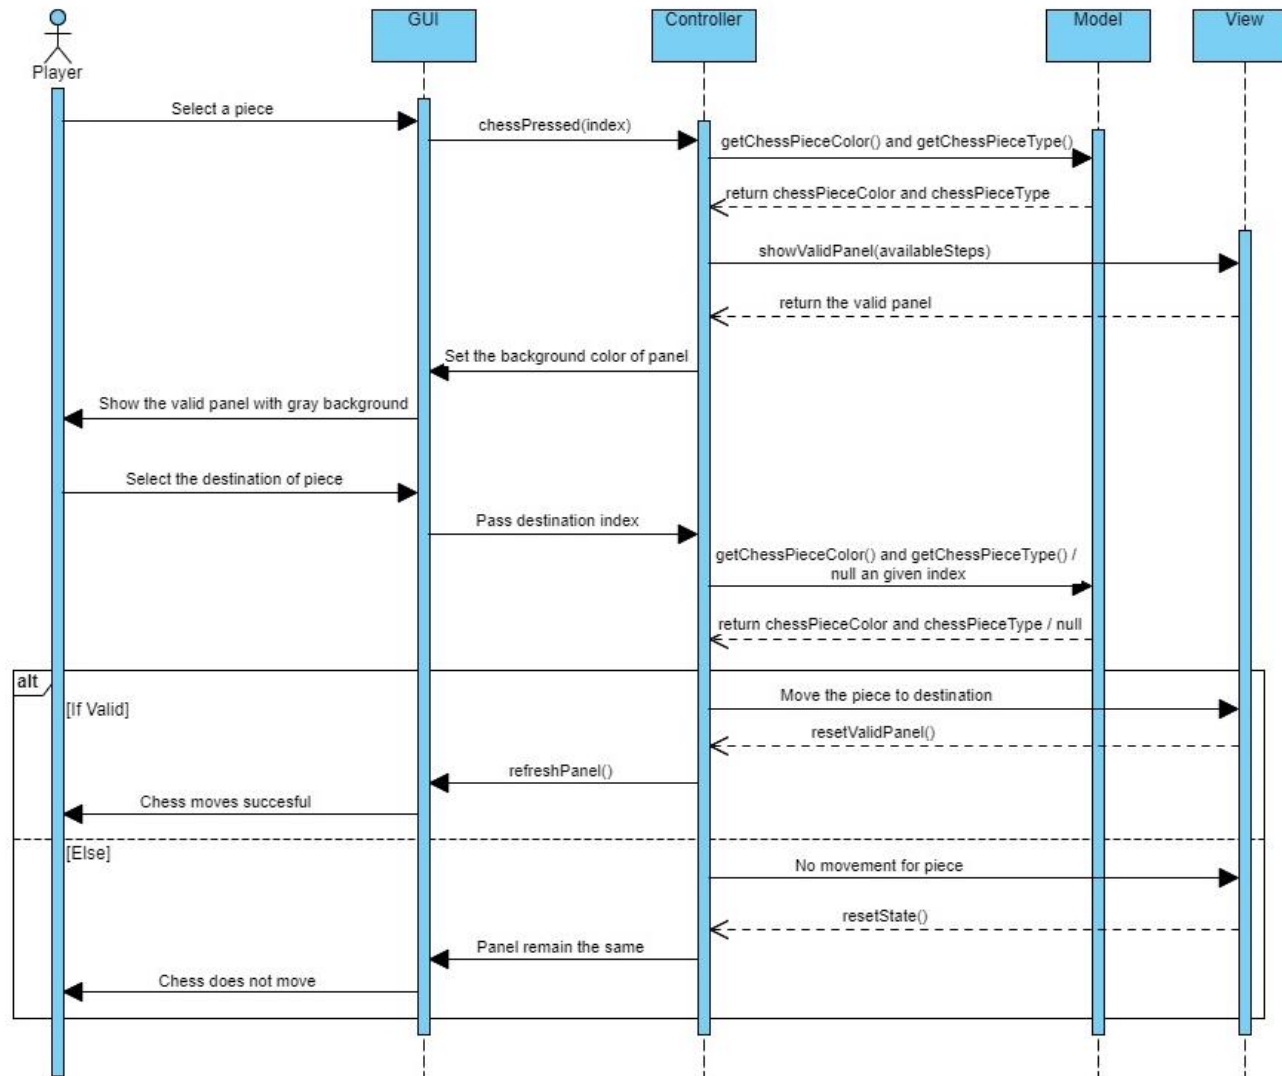 GUI
Controller
Model
View
Player
Select a piece
chessPressed(index)
getChessPieceColor() and getChessPieceType()
return chessPieceColor and chessPieceType
showValidPanel(availableSteps)
return the valid panel
Set the background color of panel
Show the valid panel with gray background
Select the destination of piece
Pass destination index
getChessPieceColor() and getChessPieceType() /
null an given index
return chessPieceColor and chessPieceType / null
alt
[If Valid]
Move the piece to destination
resetValidPanel()
refreshPanel()
Chess moves succesful
[Else]
No movement for piece
resetState()
Panel remain the same
Chess does not move